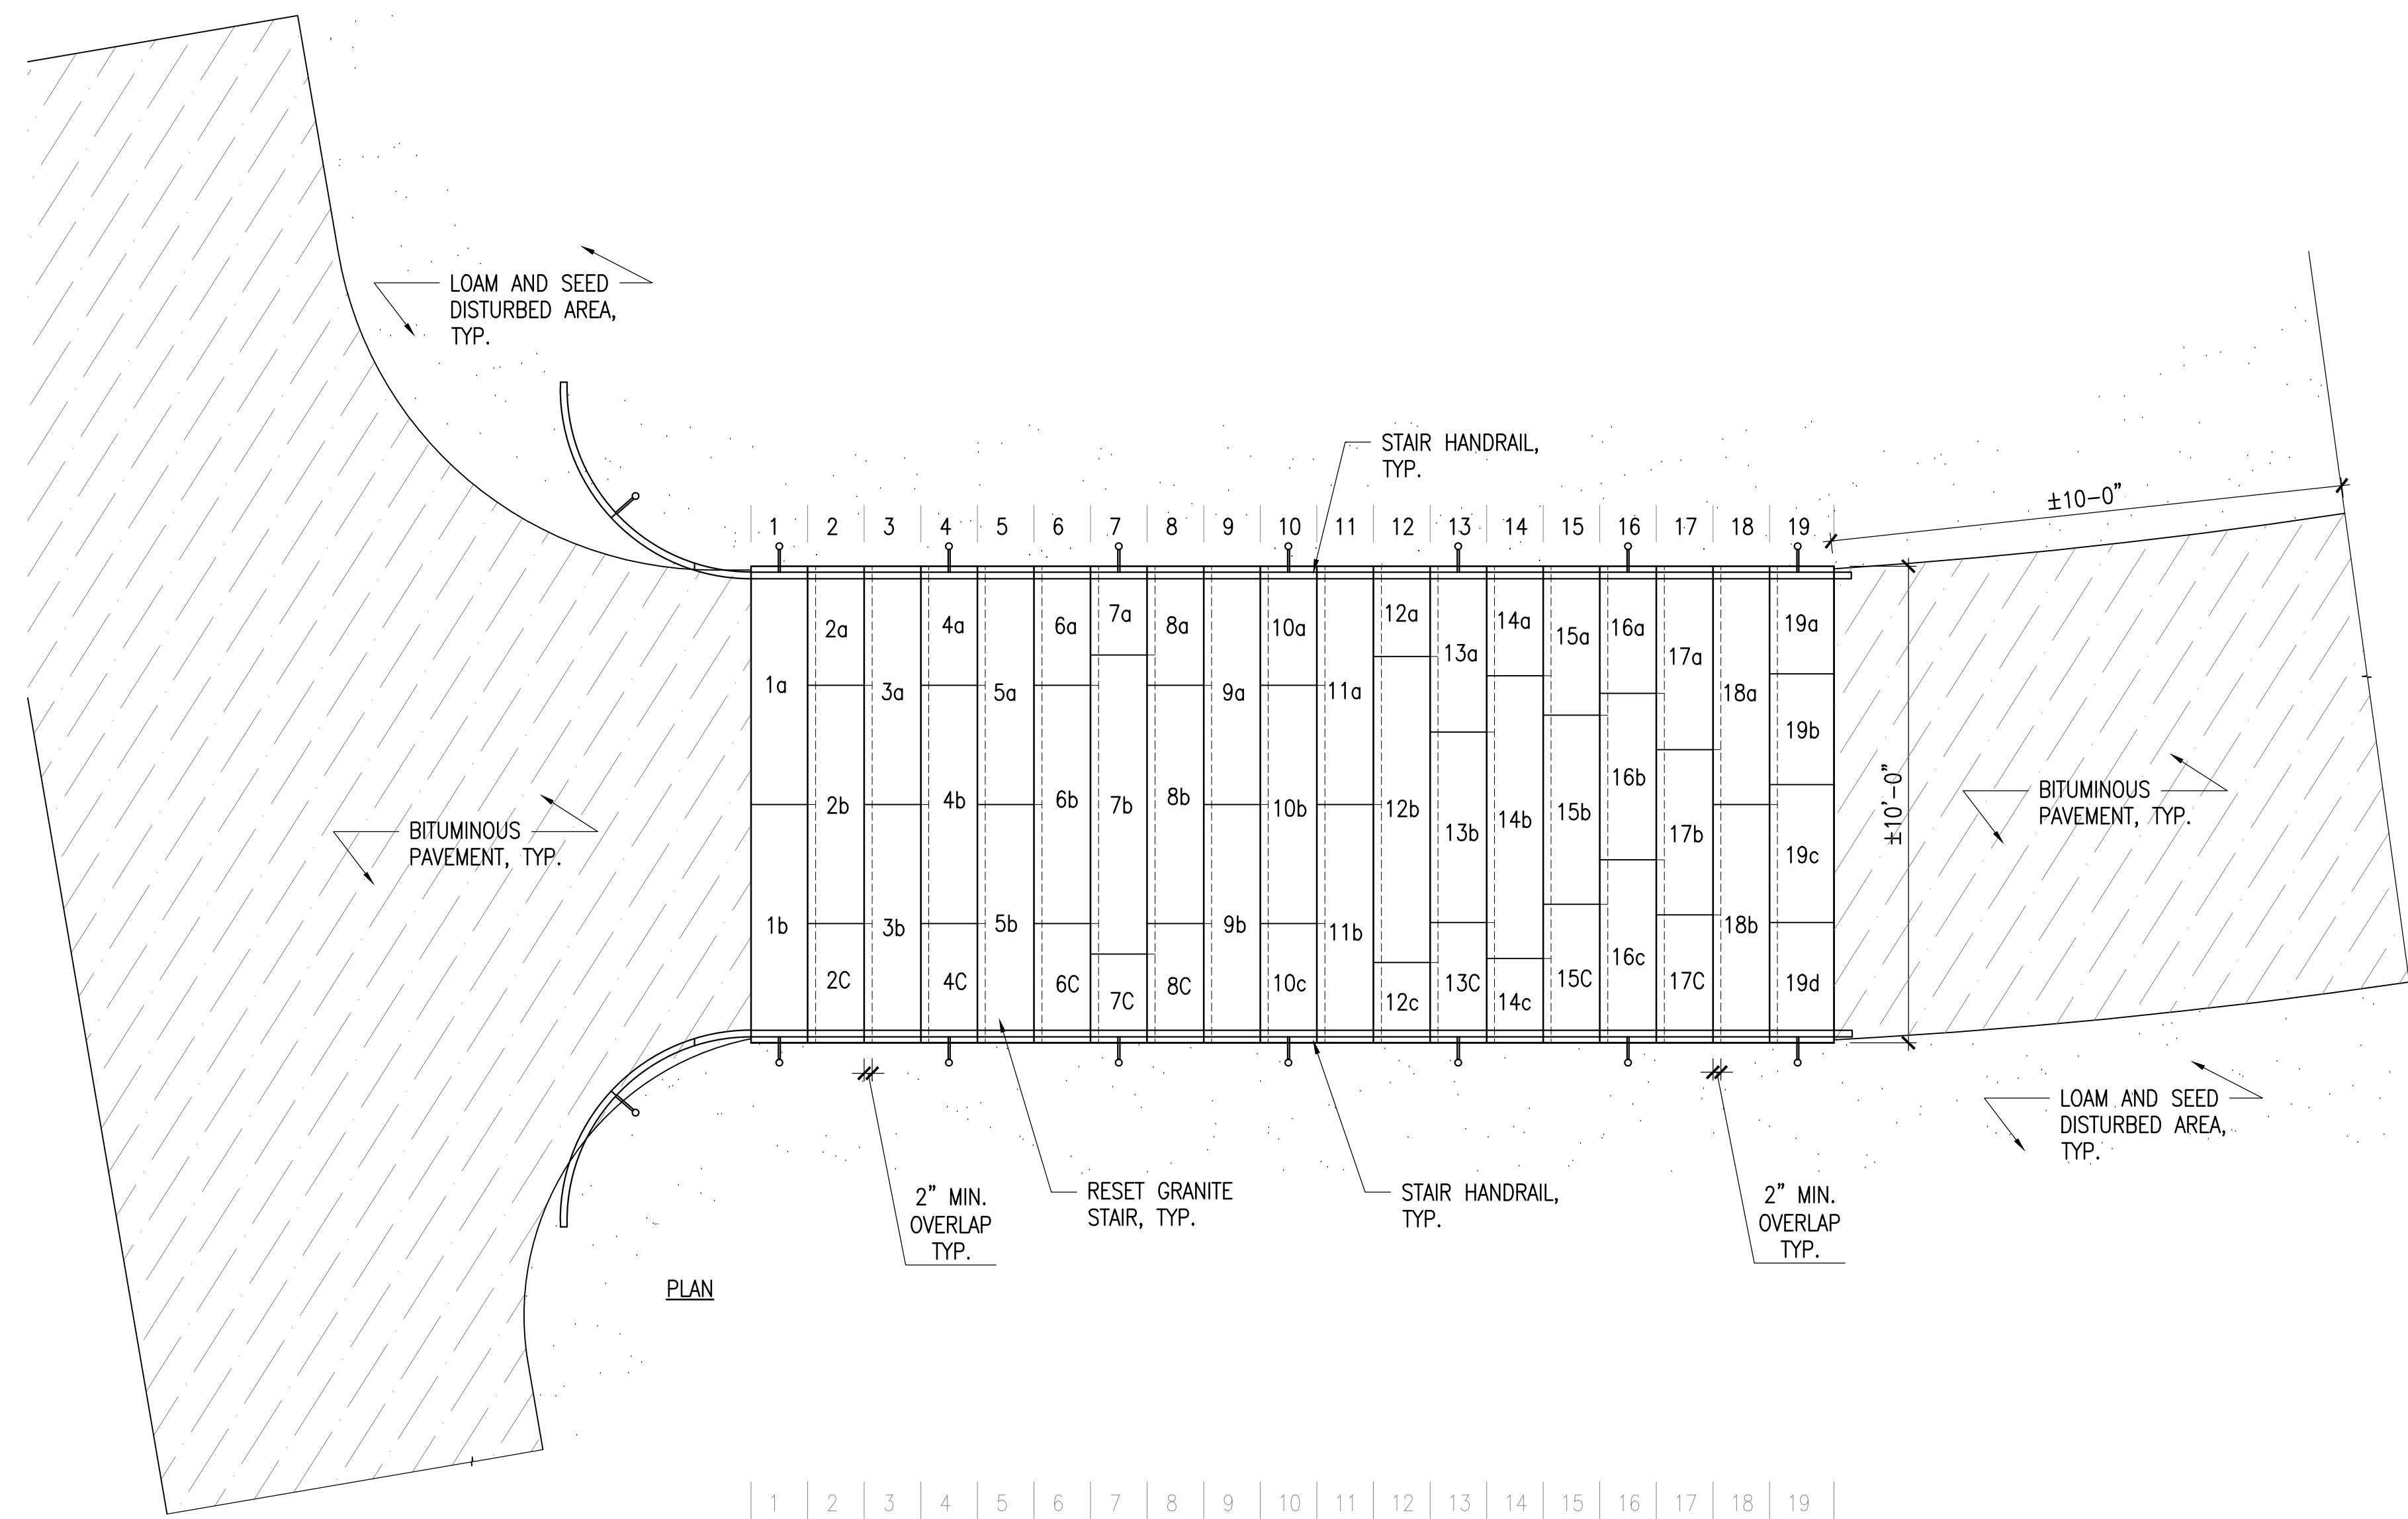 LOAM AND SEED
DISTURBED AREA,
TYP.
STAIR HANDRAIL,
TYP.
±10-0"
1 2 3 4 5 6 7 8 9 10 11 12 13 14 15 16 17 18 19
1a 2a 3a 4a 5a 6a 7a 8a 9a 10a 11a 12a 13a 14a 15a 16a 17a 18a 19a
1b 2b 3b 4b 5b 6b 7b 8b 9b 10b 11b 12b 13b 14b 15b 16b 17b 18b 19b
2C 4C 6C 7C 8C 10c 12c 13C 14c 15C 16c 17C 19c
19d
±10'-0"
BITUMINOUS
PAVEMENT, TYP.
BITUMINOUS
PAVEMENT, TYP.
LOAM AND SEED
DISTURBED AREA,
TYP.
2" MIN.
OVERLAP
TYP.
RESET GRANITE
STAIR, TYP.
STAIR HANDRAIL,
TYP.
2" MIN.
OVERLAP
TYP.
PLAN
1 2 3 4 5 6 7 8 9 10 11 12 13 14 15 16 17 18 19